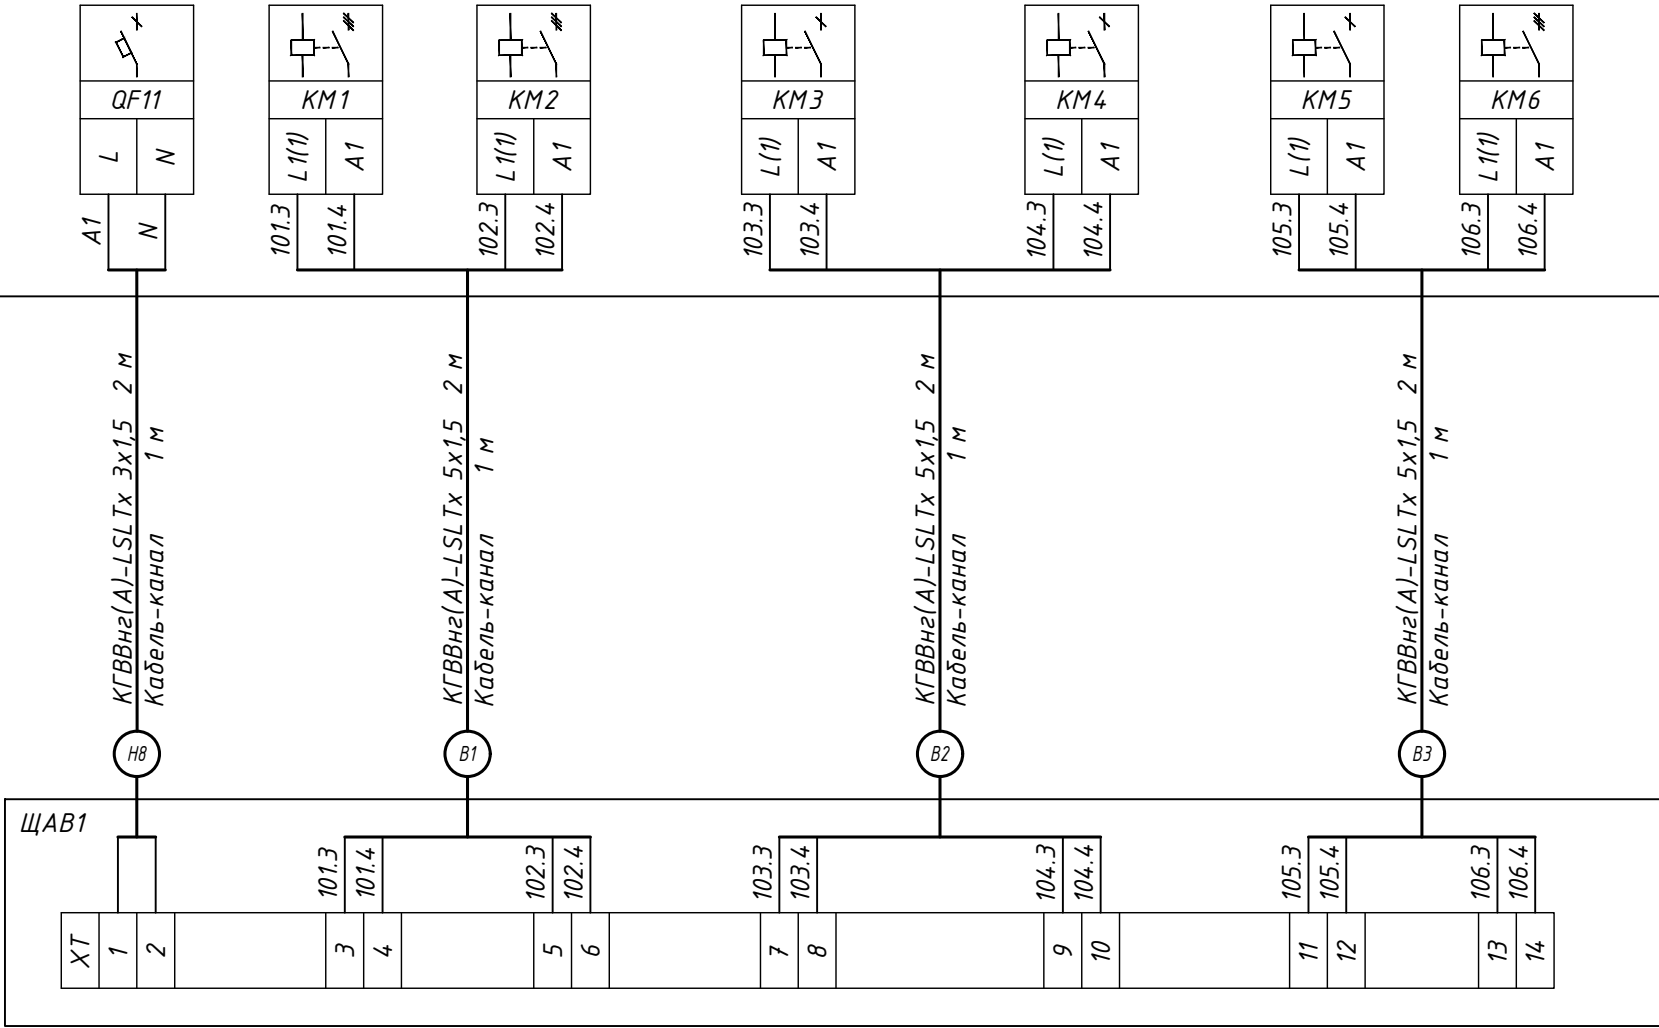 QF11 KM1 KM2 KM3 KM4 KM5 KM6
L N L1(1) A1 L1(1) A1 L(1) A1 L(1) A1 L(1) A1 L1(1) A1
A1 N 101.3 101.4 102.3 102.4 103.3 103.4 104.3 104.4 105.3 105.4 106.3 106.4
КГВВнг(А)-LSLTx 3x1,5 2 м
Кабель-канал 1 м
КГВВнг(А)-LSLTx 5x1,5 2 м
Кабель-канал 1 м
КГВВнг(А)-LSLTx 5x1,5 2 м
Кабель-канал 1 м
КГВВнг(А)-LSLTx 5x1,5 2 м
Кабель-канал 1 м
Н8 В1 В2 В3
ЩАВ1
101.3 101.4 102.3 102.4 103.3 103.4 104.3 104.4 105.3 105.4 106.3 106.4
XT 1 2 3 4 5 6 7 8 9 10 11 12 13 14